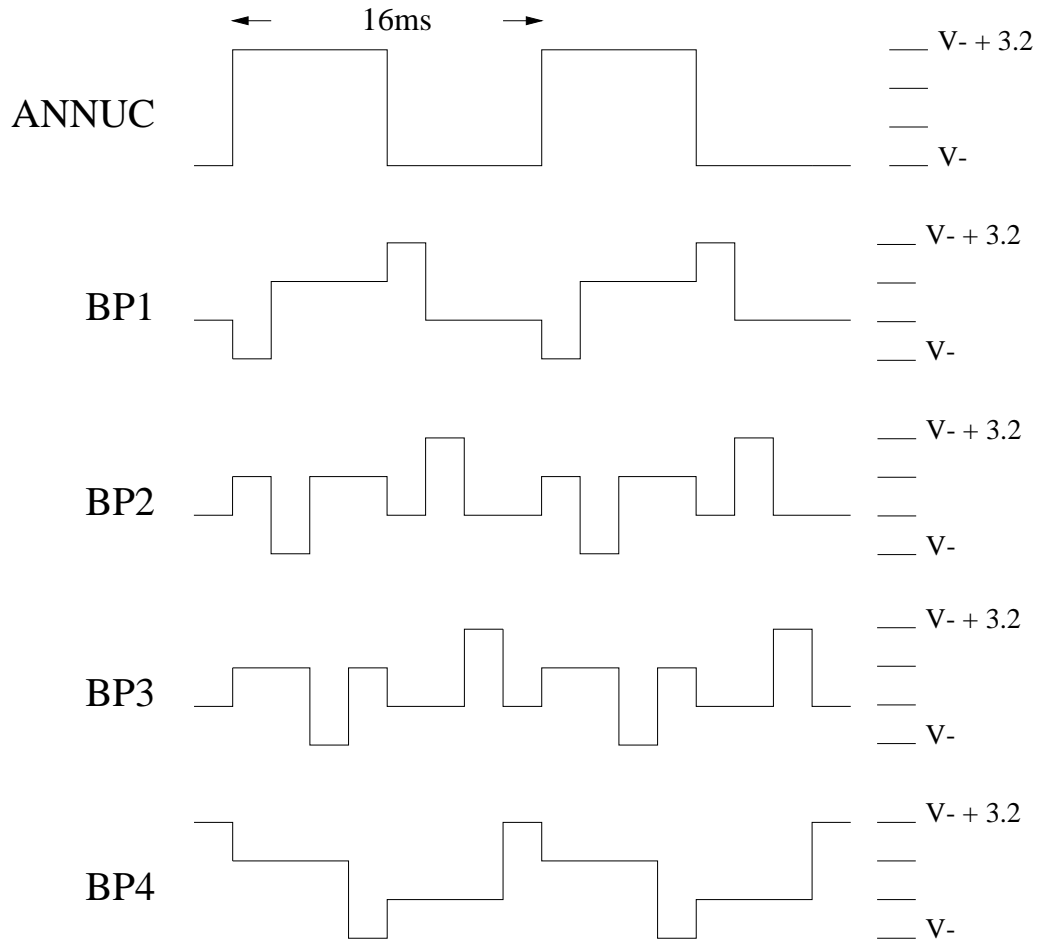 16ms
V- + 3.2
ANNUC
V-
V- + 3.2
BP1
V-
V- + 3.2
BP2
V-
V- + 3.2
BP3
V-
V- + 3.2
BP4
V-